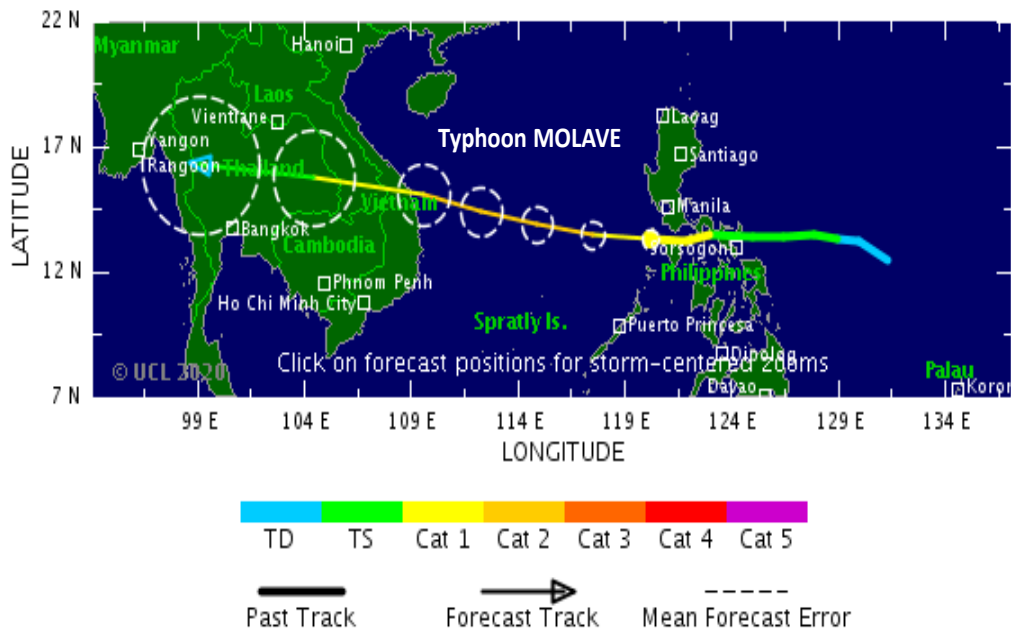 22 N
Myanmar
Hanoi
Laos
Vientiane
Laoag
17 N
Typhoon MOLAVE
Yangon
(Rangoon
Thailand
Santiago
LATITUDE
Vietnam
Manila
Bangkok
Cambodia
Sorsogon
12 N
Philippines
Phnom Penh
Ho Chi Minh City
Spratly Is.
Puerto Princesa
Click on forecast positions for storm-centered zooms
Dipolog
© UCL 2020
Palau
Davao
Koror
7 N
99 E 104 E 109 E 114 E 119 E 124 E 129 E 134 E
LONGITUDE
TD TS Cat 1 Cat 2 Cat 3 Cat 4 Cat 5
Past Track Forecast Track Mean Forecast Error